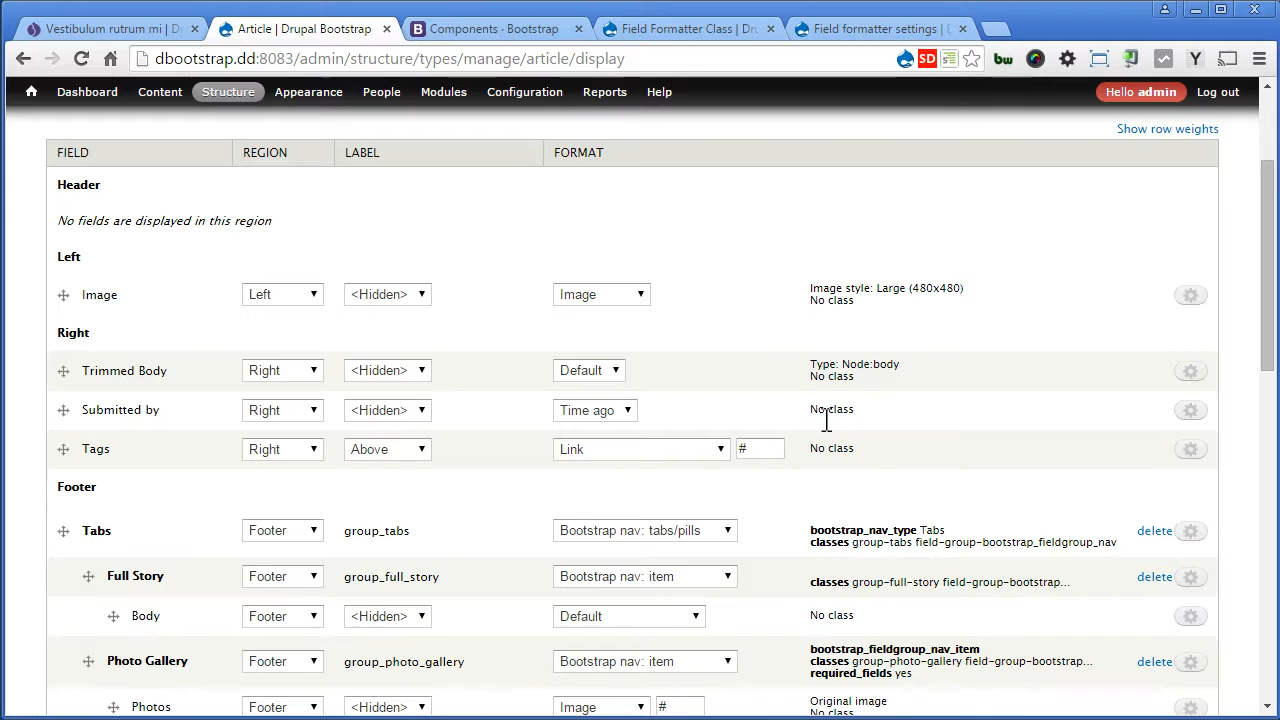 Vestibulum rutrum mi | D
Article | Drupal Bootstrap
Components · Bootstrap
Field Formatter Class | Dru
Field formatter settings | D
dbootstrap.dd:8083/admin/structure/types/manage/article/display
SD
bw
Y
Dashboard Content Structure Appearance People Modules Configuration Reports Help Hello admin Log out
Show row weights
FIELD REGION LABEL FORMAT
Header
No fields are displayed in this region
Left
Image Left <Hidden> Image Image style: Large (480x480)
No class
Right
Trimmed Body Right <Hidden> Default Type: Node:body
No class
Submitted by Right <Hidden> Time ago No class
Tags Right Above Link # No class
Footer
Tabs Footer group_tabs Bootstrap nav: tabs/pills bootstrap_nav_type Tabs delete
classes group-tabs field-group-bootstrap_fieldgroup_nav
Full Story Footer group_full_story Bootstrap nav: item classes group-full-story field-group-bootstrap... delete
Body Footer <Hidden> Default No class
Photo Gallery Footer group_photo_gallery Bootstrap nav: item bootstrap_fieldgroup_nav_item delete
classes group-photo-gallery field-group-bootstrap...
required_fields yes
Photos Footer <Hidden> Image # Original image
No class